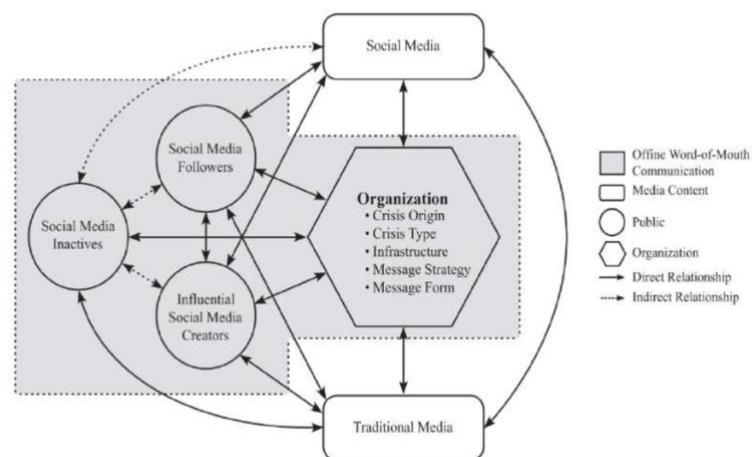 Social Media
Social Media
Followers
Social Media
Inactives
Influential
Social Media
Creators
Organization
• Crisis Origin
• Crisis Type
• Infrastructure
• Message Strategy
• Message Form
Traditional Media
Offine Word-of-Mouth
Communication
Media Content
Public
Organization
Direct Relationship
Indirect Relationship